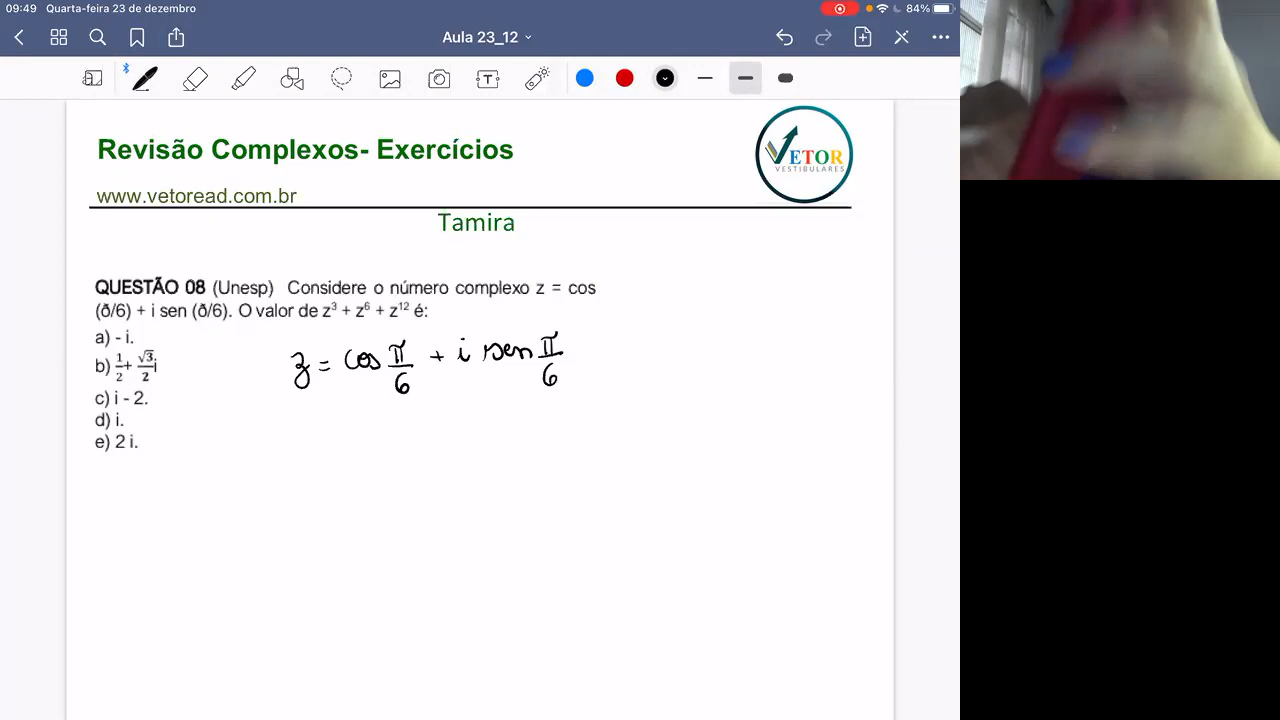 09:49 Quarta-feira 23 de dezembro 84%
Aula 23_12
T
Revisão Complexos- Exercícios
VETOR
VESTIBULARES
www.vetoread.com.br
Tamira
QUESTÃO 08 (Unesp) Considere o número complexo z = cos
(ð/6) + i sen (ð/6). O valor de z³ + z⁶ + z¹² é:
a) - i.
b) 1/2 + √3/2 i
z = cos π/6 + i sen π/6
c) i - 2.
d) i.
e) 2 i.